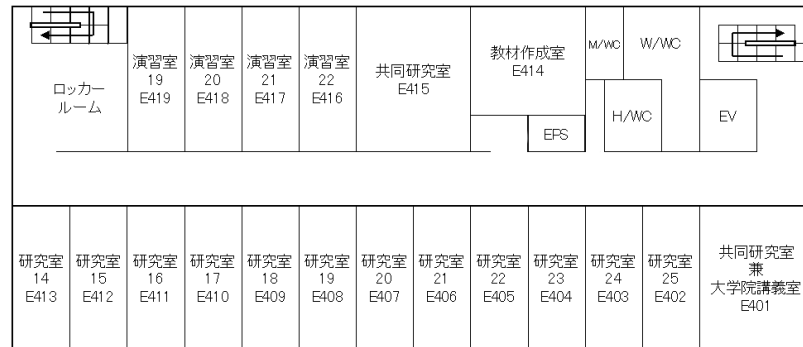 ロッカー
ルーム
演習室
19
E419
演習室
20
E418
演習室
21
E417
演習室
22
E416
共同研究室
E415
教材作成室
E414
EPS
M/WC
W/WC
H/WC
EV
研究室
14
E413
研究室
15
E412
研究室
16
E411
研究室
17
E410
研究室
18
E409
研究室
19
E408
研究室
20
E407
研究室
21
E406
研究室
22
E405
研究室
23
E404
研究室
24
E403
研究室
25
E402
共同研究室
兼
大学院講義室
E401